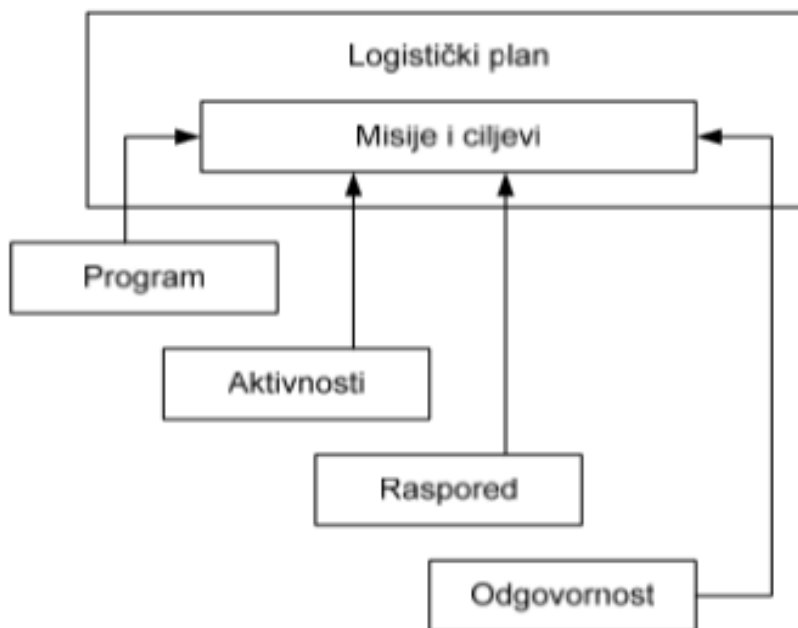 Logistički plan
Misije i ciljevi
Program
Aktivnosti
Raspored
Odgovornost